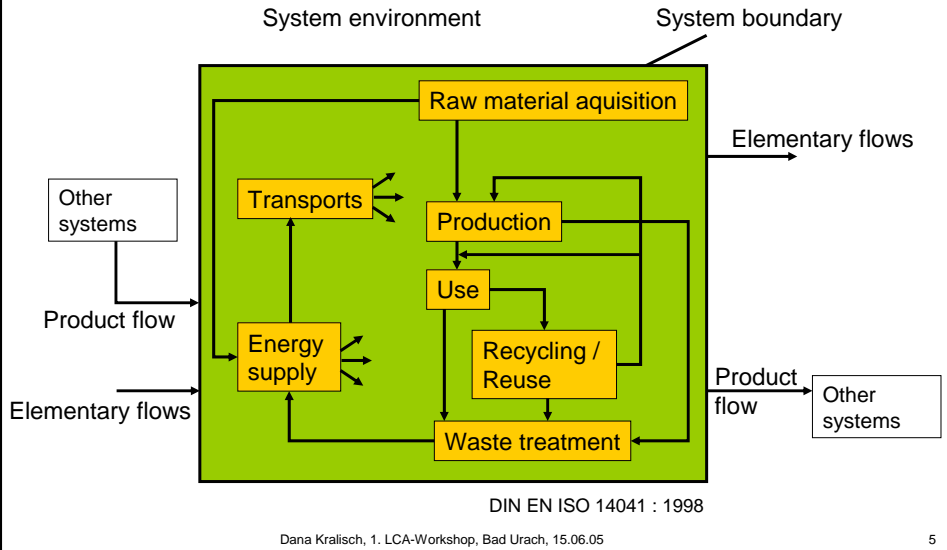 System environment
System boundary
Raw material aquisition
Elementary flows
Other
systems
Transports
Production
Use
Product flow
Energy
supply
Recycling /
Reuse
Product
flow
Other
systems
Elementary flows
Waste treatment
DIN EN ISO 14041 : 1998
Dana Kralisch, 1. LCA-Workshop, Bad Urach, 15.06.05
5